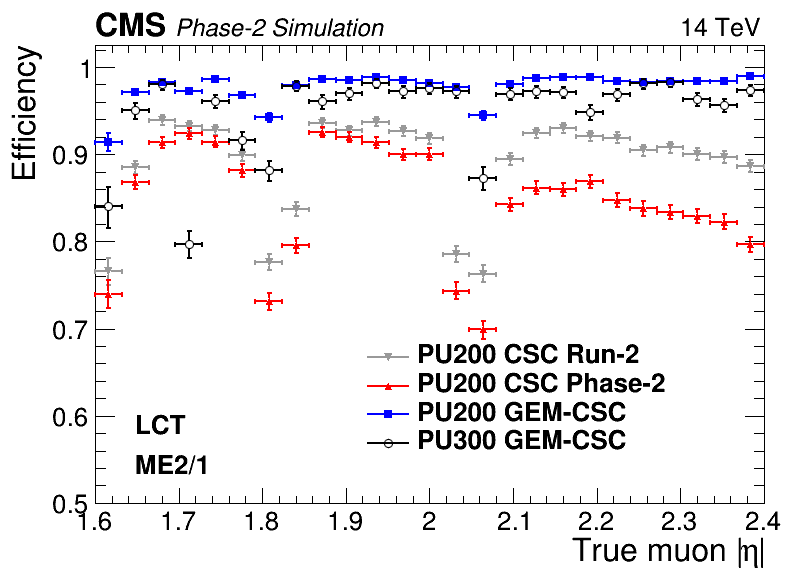 CMS Phase-2 Simulation 14 TeV
Efficiency
1
0.9
0.8
0.7
0.6
0.5
PU200 CSC Run-2
PU200 CSC Phase-2
PU200 GEM-CSC
PU300 GEM-CSC
LCT
ME2/1
1.6 1.7 1.8 1.9 2 2.1 2.2 2.3 2.4
True muon |η|